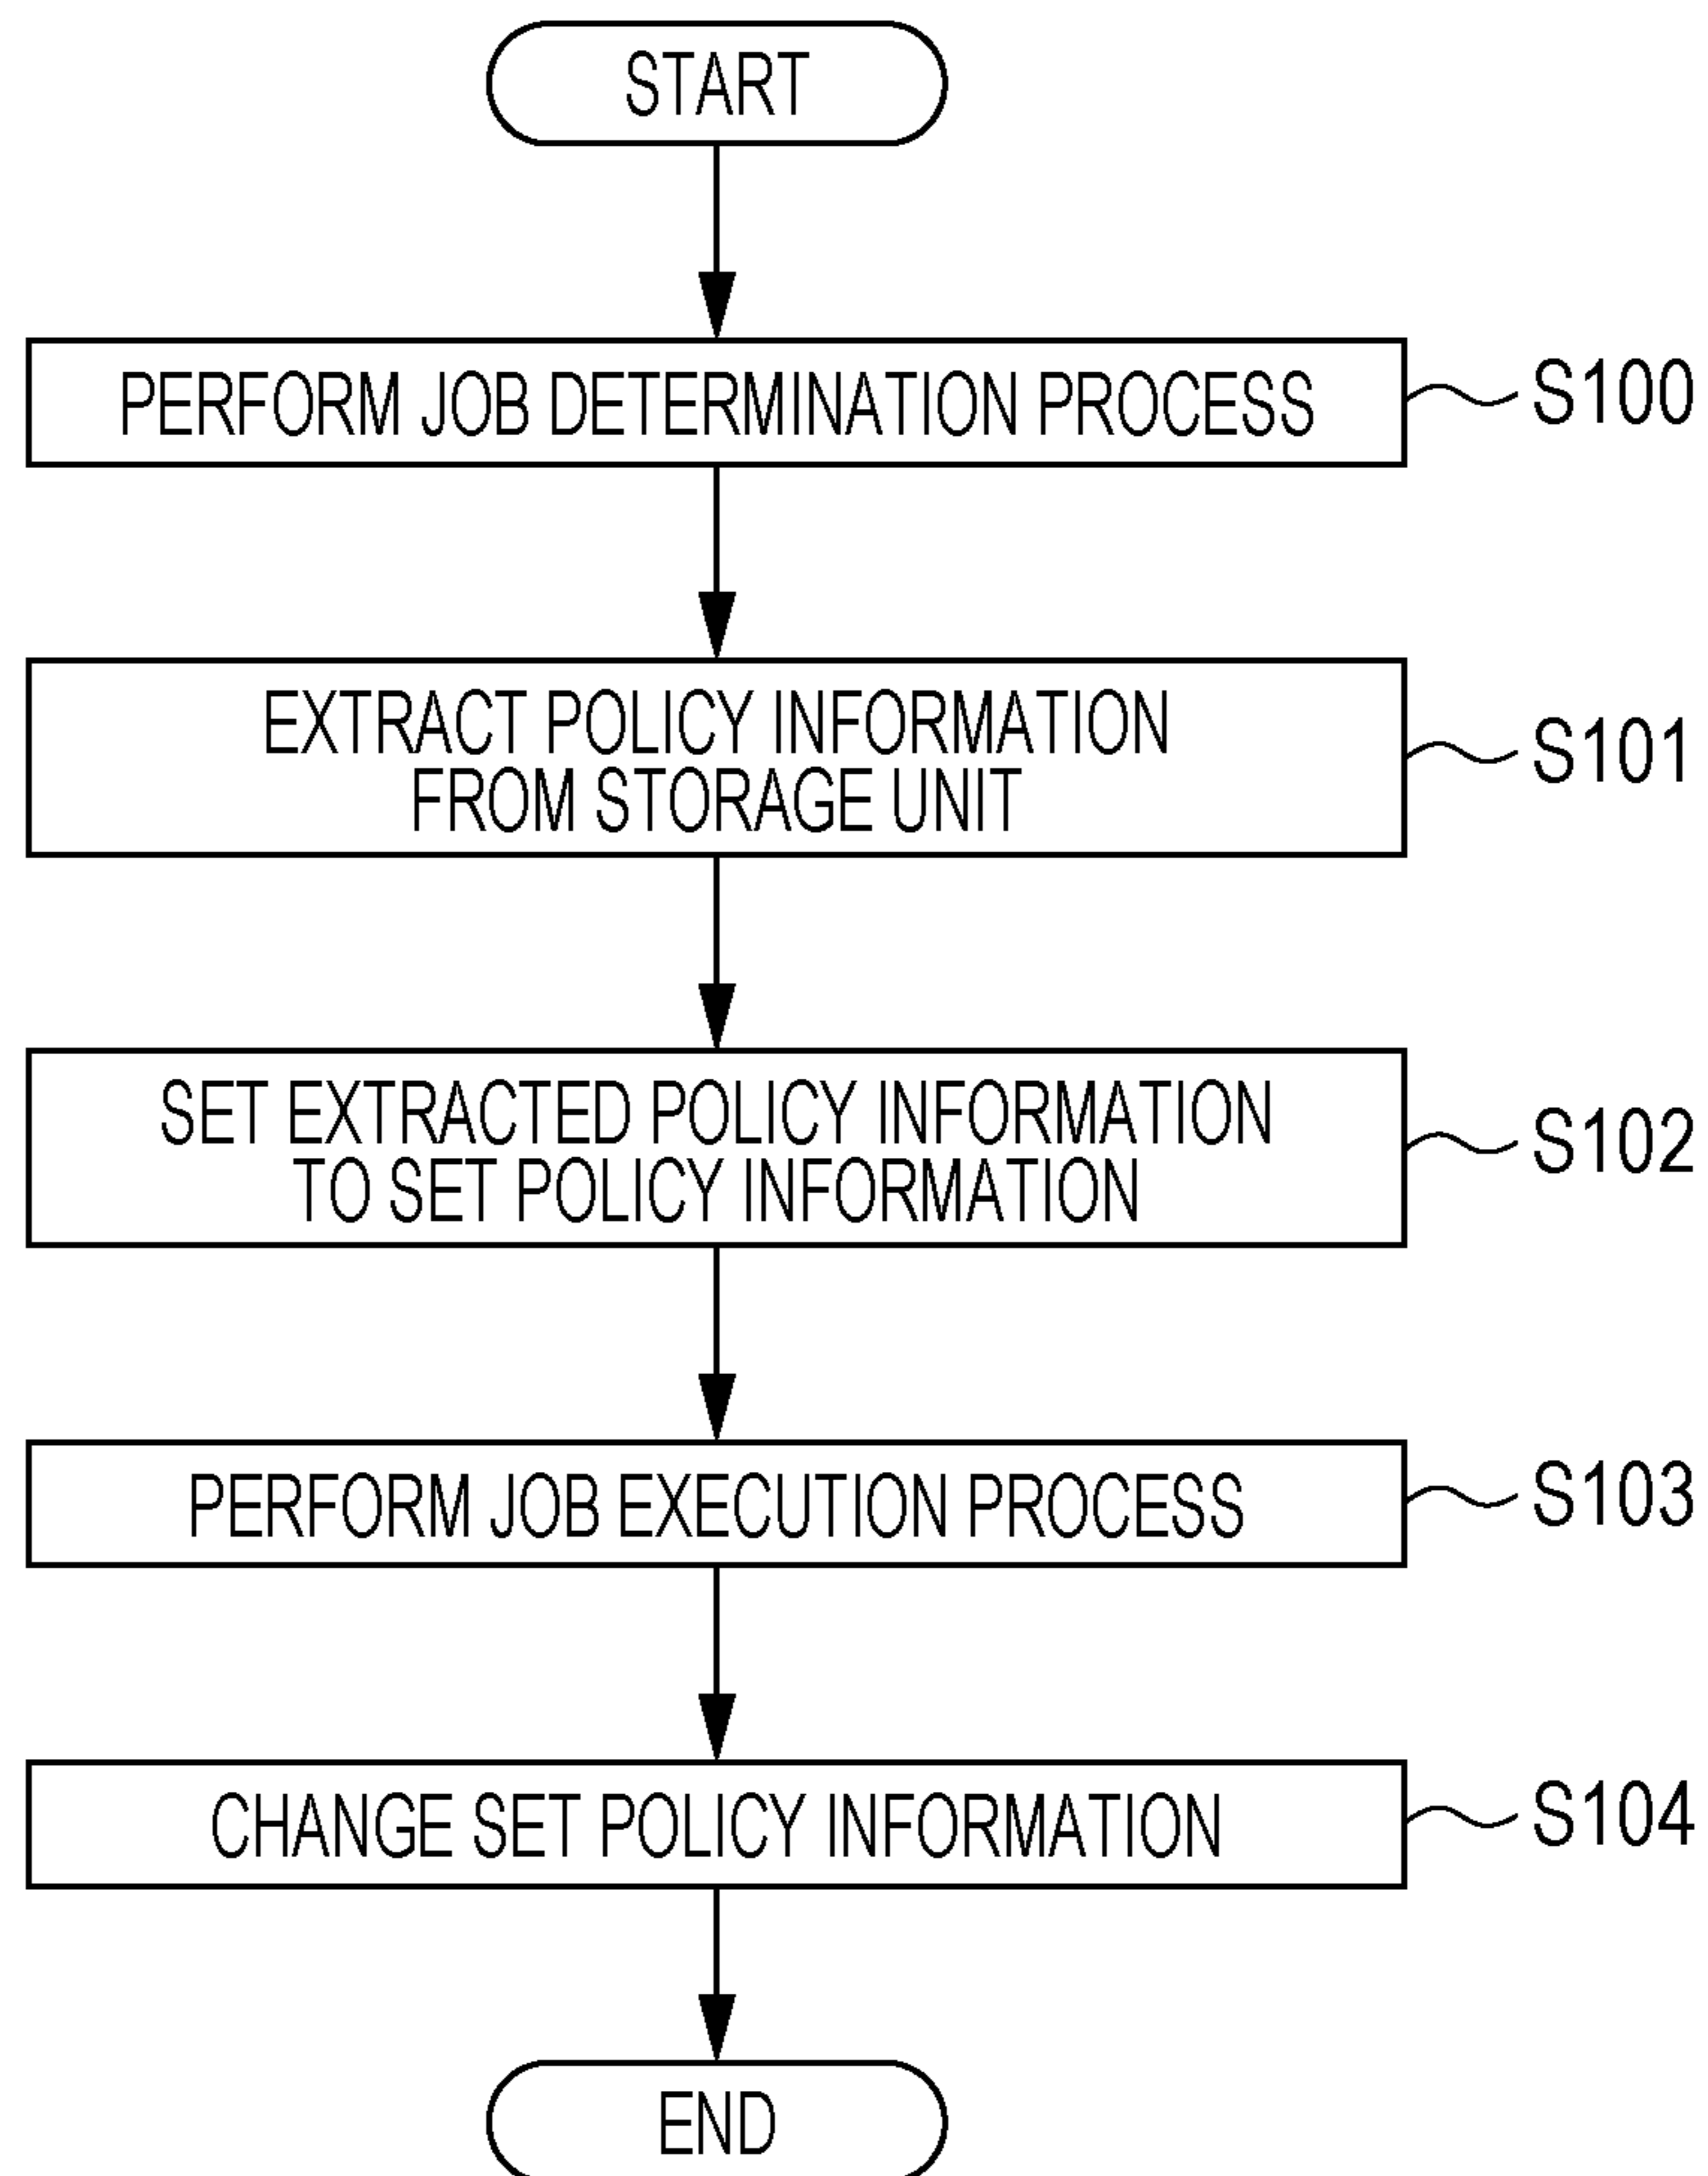 START
PERFORM JOB DETERMINATION PROCESS
S100
EXTRACT POLICY INFORMATION
FROM STORAGE UNIT
S101
SET EXTRACTED POLICY INFORMATION
TO SET POLICY INFORMATION
S102
PERFORM JOB EXECUTION PROCESS
S103
CHANGE SET POLICY INFORMATION
S104
END